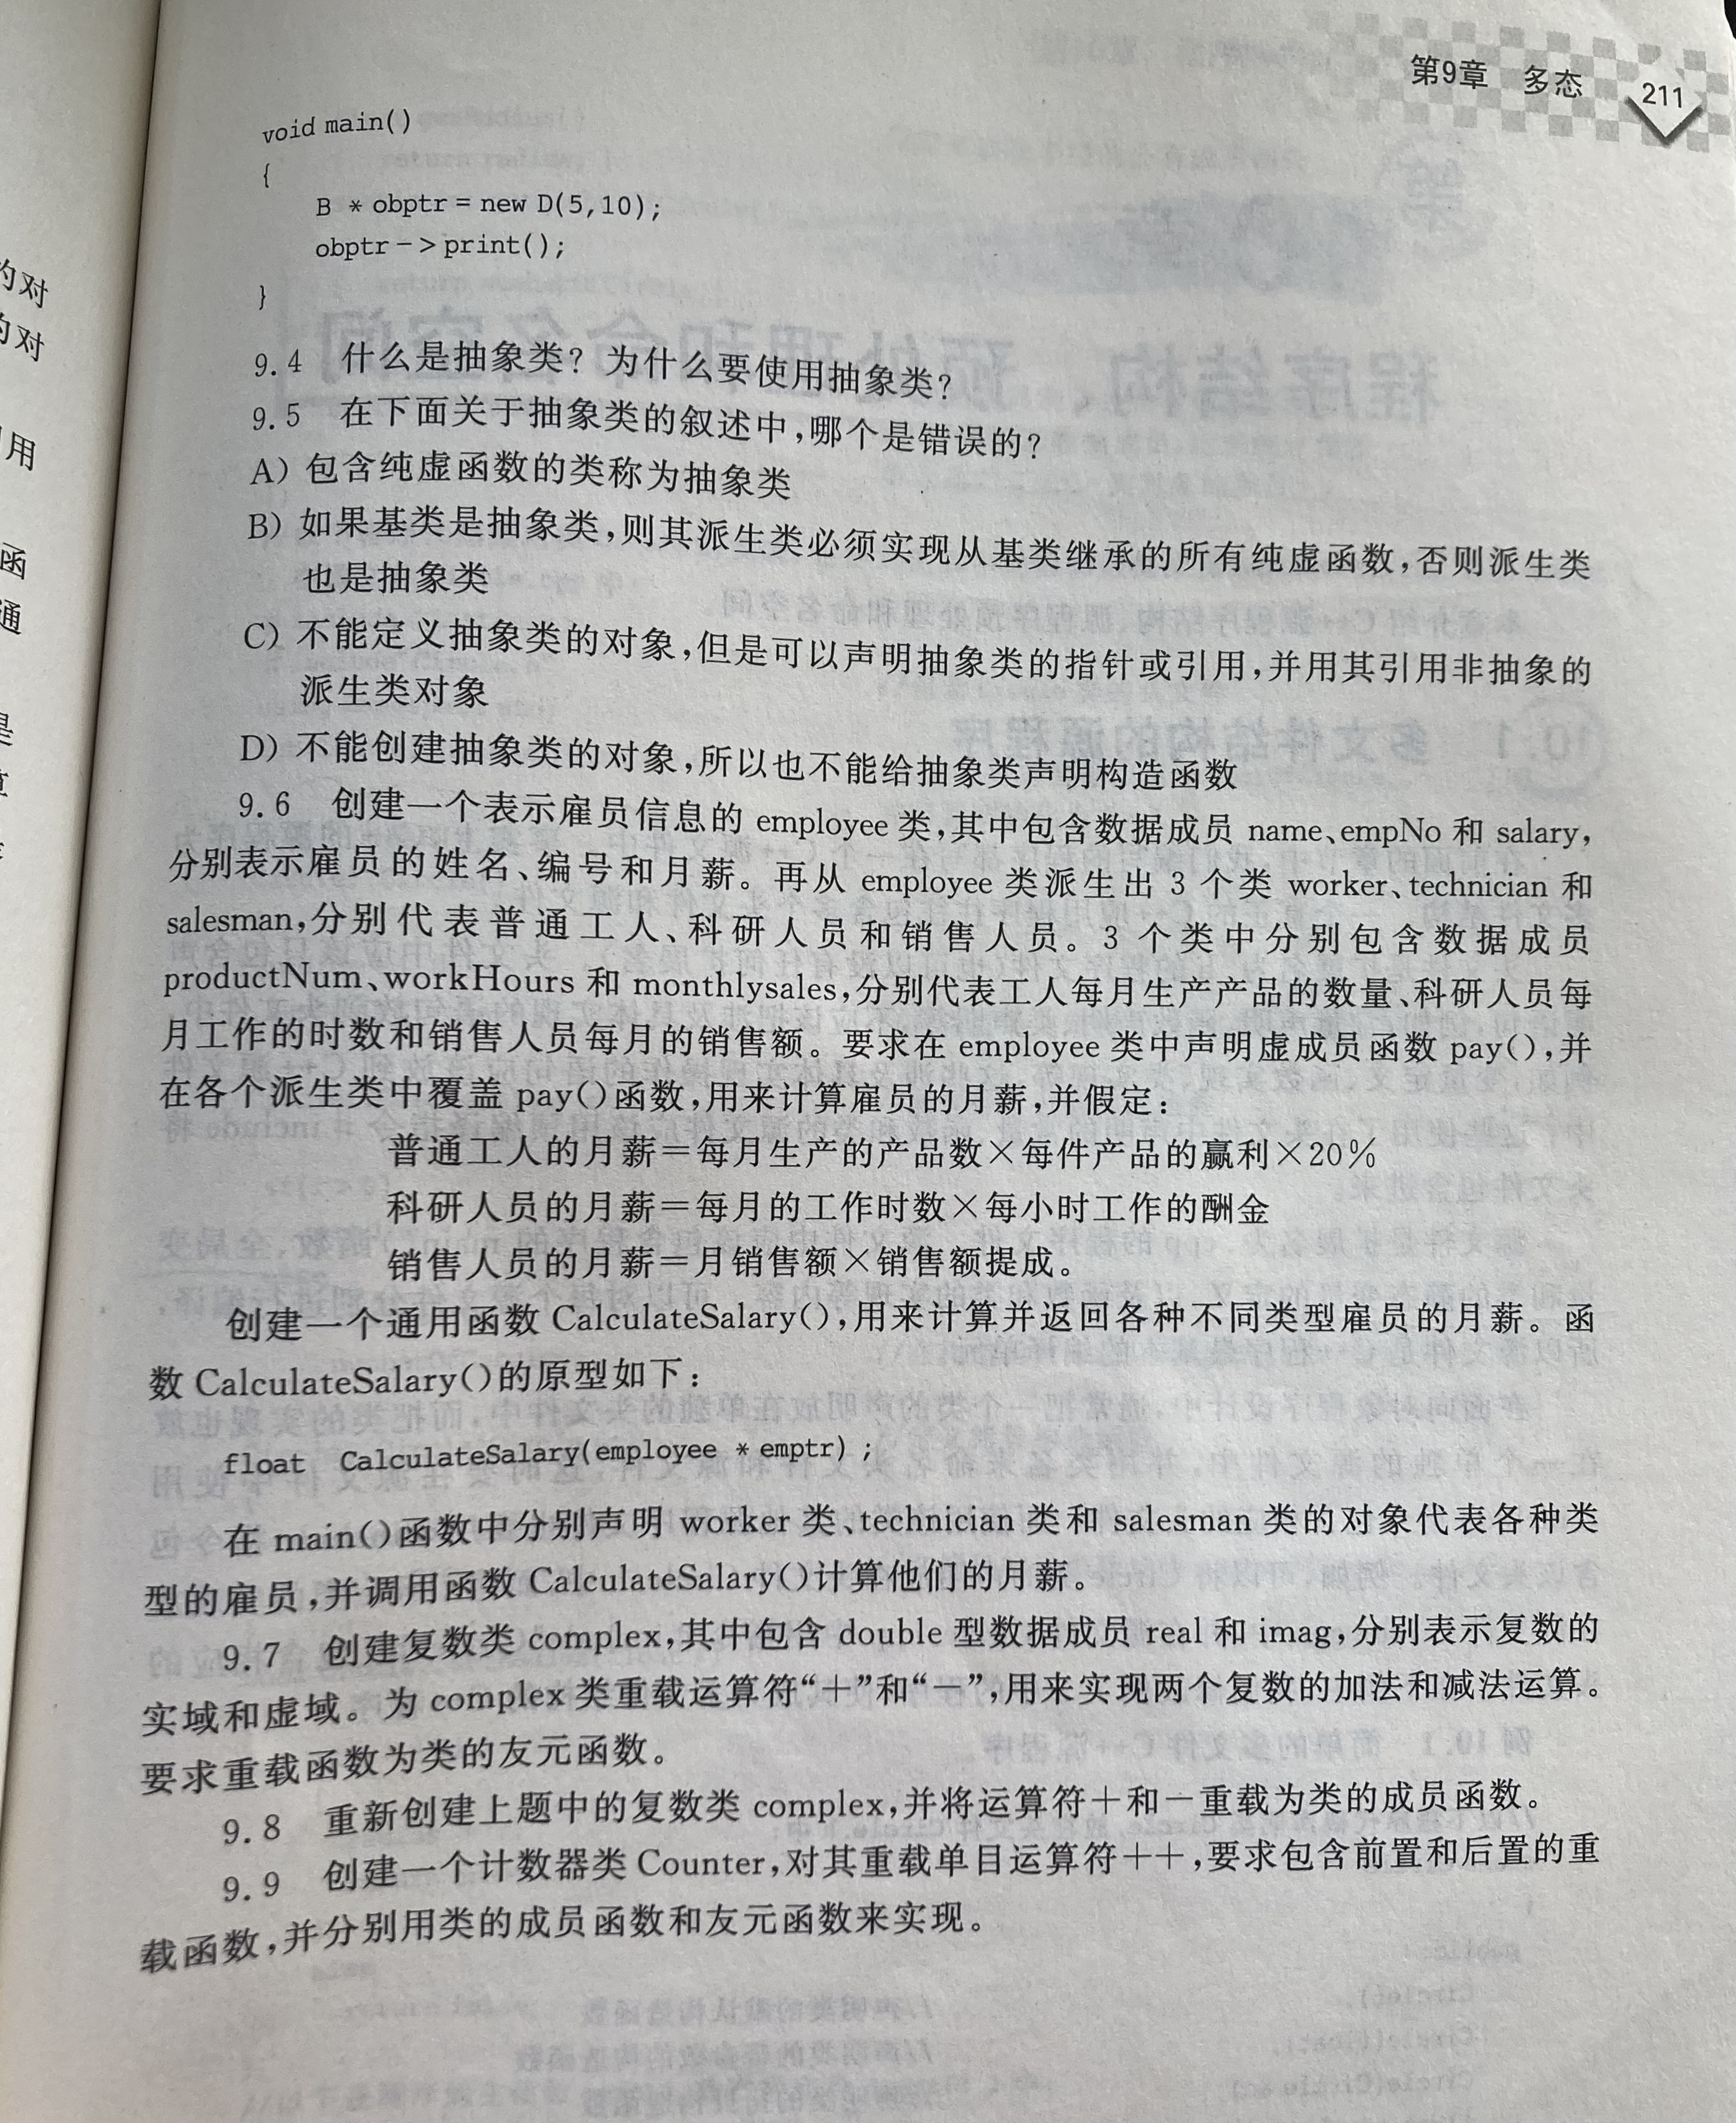 第9章 多态 211
void main()
{
B * obptr = new D(5,10);
obptr -> print();
}
9.4 什么是抽象类？为什么要使用抽象类？
9.5 在下面关于抽象类的叙述中，哪个是错误的？
A) 包含纯虚函数的类称为抽象类
B) 如果基类是抽象类，则其派生类必须实现从基类继承的所有纯虚函数，否则派生类
也是抽象类
C) 不能定义抽象类的对象，但是可以声明抽象类的指针或引用，并用其引用非抽象的
派生类对象
D) 不能创建抽象类的对象，所以也不能给抽象类声明构造函数
9.6 创建一个表示雇员信息的 employee 类，其中包含数据成员 name、empNo 和 salary，
分别表示雇员的姓名、编号和月薪。再从 employee 类派生出 3 个类 worker、technician 和
salesman，分别代表普通工人、科研人员和销售人员。3 个类中分别包含数据成员
productNum、workHours 和 monthlysales，分别代表工人每月生产产品的数量、科研人员每
月工作的时数和销售人员每月的销售额。要求在 employee 类中声明虚成员函数 pay()，并
在各个派生类中覆盖 pay()函数，用来计算雇员的月薪，并假定：
普通工人的月薪＝每月生产的产品数×每件产品的赢利×20％
科研人员的月薪＝每月的工作时数×每小时工作的酬金
销售人员的月薪＝月销售额×销售额提成。
创建一个通用函数 CalculateSalary()，用来计算并返回各种不同类型雇员的月薪。函
数 CalculateSalary()的原型如下：
float CalculateSalary(employee * emptr) ;
在 main()函数中分别声明 worker 类、technician 类和 salesman 类的对象代表各种类
型的雇员，并调用函数 CalculateSalary()计算他们的月薪。
9.7 创建复数类 complex，其中包含 double 型数据成员 real 和 imag，分别表示复数的
实域和虚域。为 complex 类重载运算符“＋”和“－”，用来实现两个复数的加法和减法运算。
要求重载函数为类的友元函数。
9.8 重新创建上题中的复数类 complex，并将运算符＋和－重载为类的成员函数。
9.9 创建一个计数器类 Counter，对其重载单目运算符＋＋，要求包含前置和后置的重
载函数，并分别用类的成员函数和友元函数来实现。